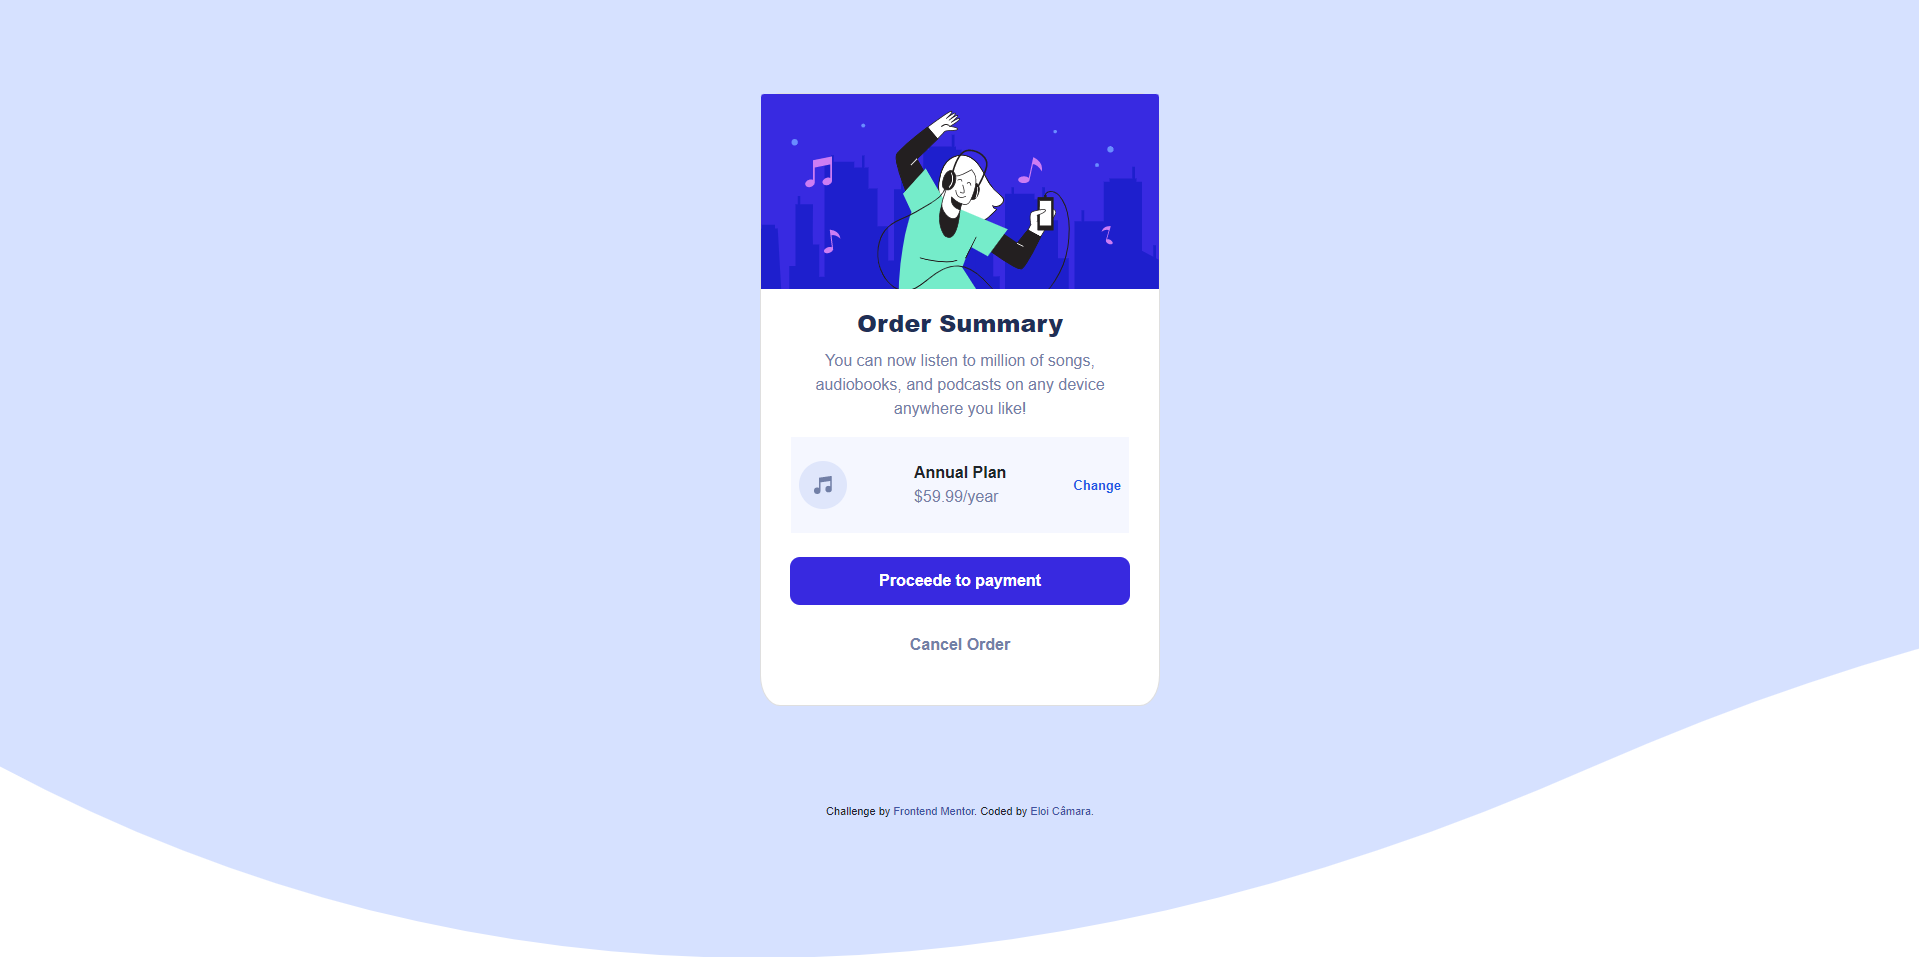 Order Summary
You can now listen to million of songs,
audiobooks, and podcasts on any device
anywhere you like!
Annual Plan
$59.99/year
Change
Proceede to payment
Cancel Order
Challenge by Frontend Mentor. Coded by Eloi Câmara.